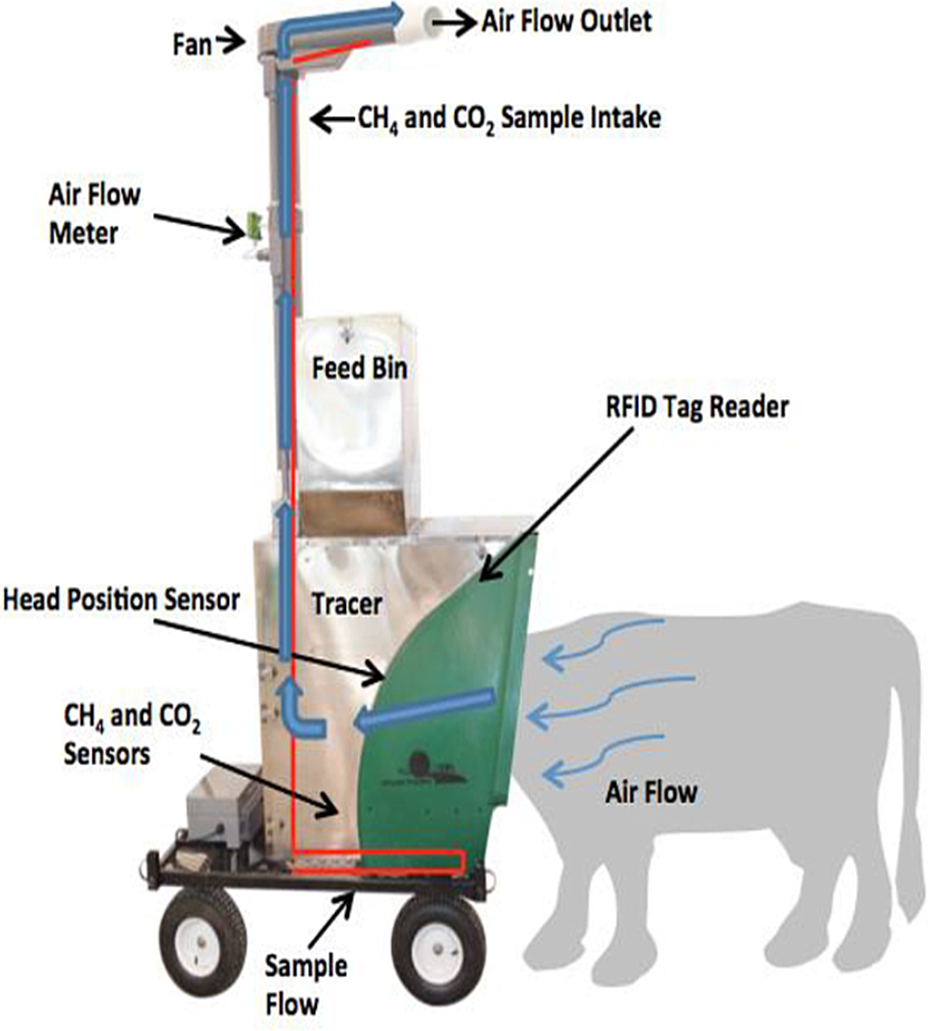 Air Flow Outlet
Fan
CH₄ and CO₂ Sample Intake
Air Flow
Meter
Feed Bin
RFID Tag Reader
Head Position Sensor
Tracer
CH₄ and CO₂
Sensors
Air Flow
Sample
Flow